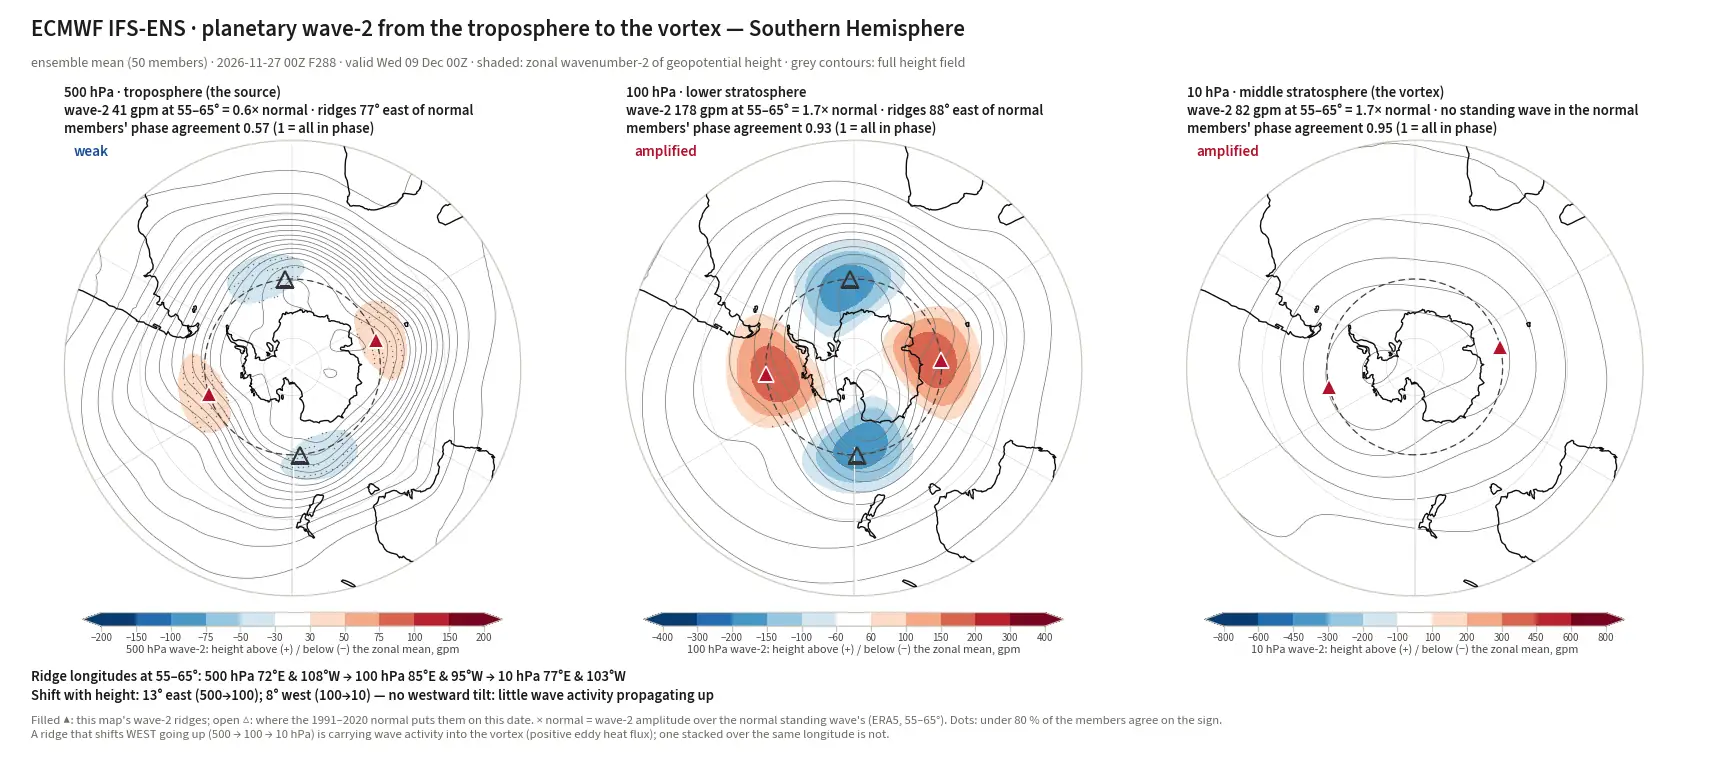 ECMWF IFS-ENS · planetary wave-2 from the troposphere to the vortex — Southern Hemisphere
ensemble mean (50 members) · 2026-11-27 00Z F288 · valid Wed 09 Dec 00Z · shaded: zonal wavenumber-2 of geopotential height · grey contours: full height field
500 hPa · troposphere (the source)
wave-2 41 gpm at 55–65° = 0.6× normal · ridges 77° east of normal
members' phase agreement 0.57 (1 = all in phase)
weak
100 hPa · lower stratosphere
wave-2 178 gpm at 55–65° = 1.7× normal · ridges 88° east of normal
members' phase agreement 0.93 (1 = all in phase)
amplified
10 hPa · middle stratosphere (the vortex)
wave-2 82 gpm at 55–65° = 1.7× normal · no standing wave in the normal
members' phase agreement 0.95 (1 = all in phase)
amplified
−200 −150 −100 −75 −50 −30 30 50 75 100 150 200
500 hPa wave-2: height above (+) / below (−) the zonal mean, gpm
−400 −300 −200 −150 −100 −60 60 100 150 200 300 400
100 hPa wave-2: height above (+) / below (−) the zonal mean, gpm
−800 −600 −450 −300 −200 −100 100 200 300 450 600 800
10 hPa wave-2: height above (+) / below (−) the zonal mean, gpm
Ridge longitudes at 55–65°: 500 hPa 72°E & 108°W → 100 hPa 85°E & 95°W → 10 hPa 77°E & 103°W
Shift with height: 13° east (500→100); 8° west (100→10) — no westward tilt: little wave activity propagating up
Filled ▲: this map's wave-2 ridges; open △: where the 1991–2020 normal puts them on this date. × normal = wave-2 amplitude over the normal standing wave's (ERA5, 55–65°). Dots: under 80 % of the members agree on the sign.
A ridge that shifts WEST going up (500 → 100 → 10 hPa) is carrying wave activity into the vortex (positive eddy heat flux); one stacked over the same longitude is not.